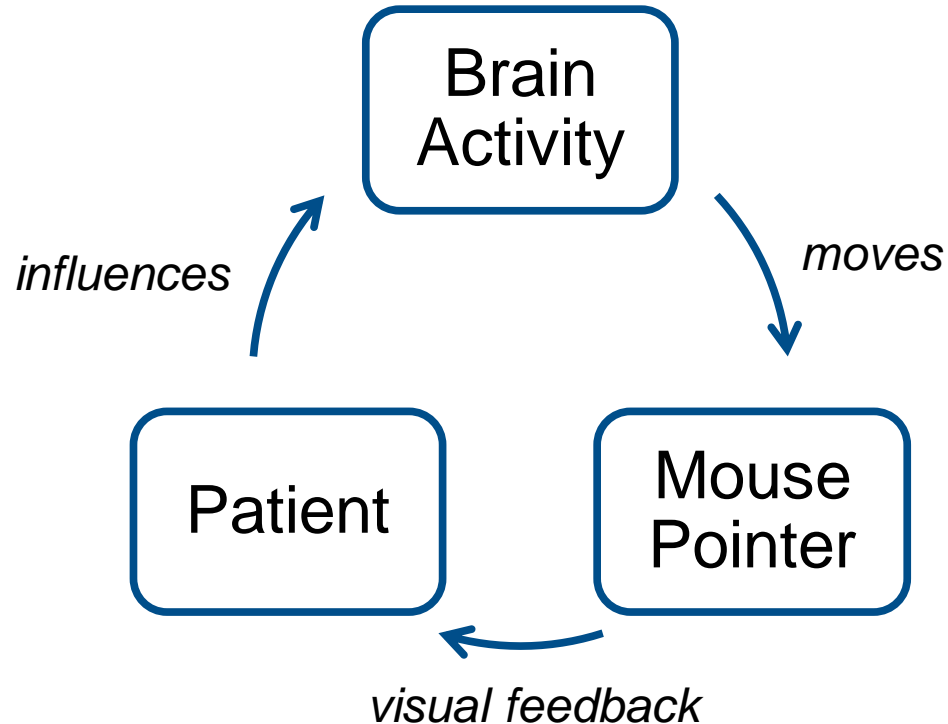 Brain
Activity
influences
moves
Patient
Mouse
Pointer
visual feedback